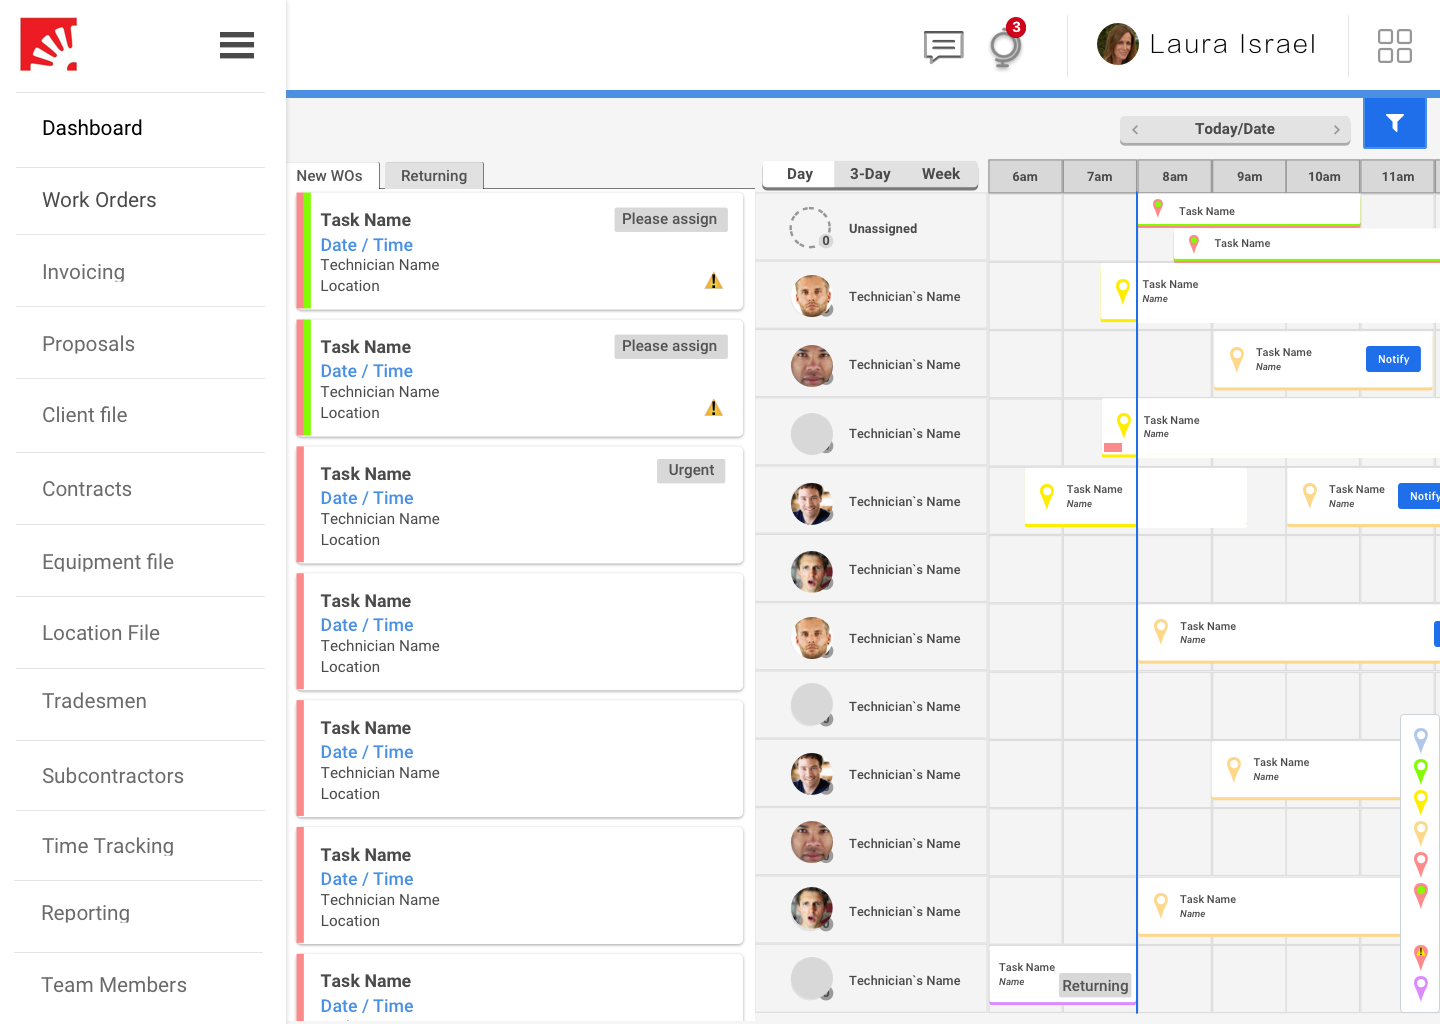 3
Laura Israel
Dashboard
Work Orders
Invoicing
Proposals
Client file
Contracts
Equipment file
Location File
Tradesmen
Subcontractors
Time Tracking
Reporting
Team Members
Today/Date
New WOs
Returning
Task Name
Please assign
Date / Time
Technician Name
Location
Task Name
Please assign
Date / Time
Technician Name
Location
Task Name
Urgent
Date / Time
Technician Name
Location
Task Name
Date / Time
Technician Name
Location
Task Name
Date / Time
Technician Name
Location
Task Name
Date / Time
Technician Name
Location
Task Name
Date / Time
Day 3-Day Week
6am 7am 8am 9am 10am 11am
0
Unassigned
Task Name
Task Name
Technician`s Name
Task Name
Name
Technician`s Name
Task Name
Name
Notify
Technician`s Name
Task Name
Name
Technician`s Name
Task Name
Name
Task Name
Name
Notify
Technician`s Name
Technician`s Name
Task Name
Name
Technician`s Name
Technician`s Name
Task Name
Name
Technician`s Name
Technician`s Name
Task Name
Name
Technician`s Name
Task Name
Name
Returning